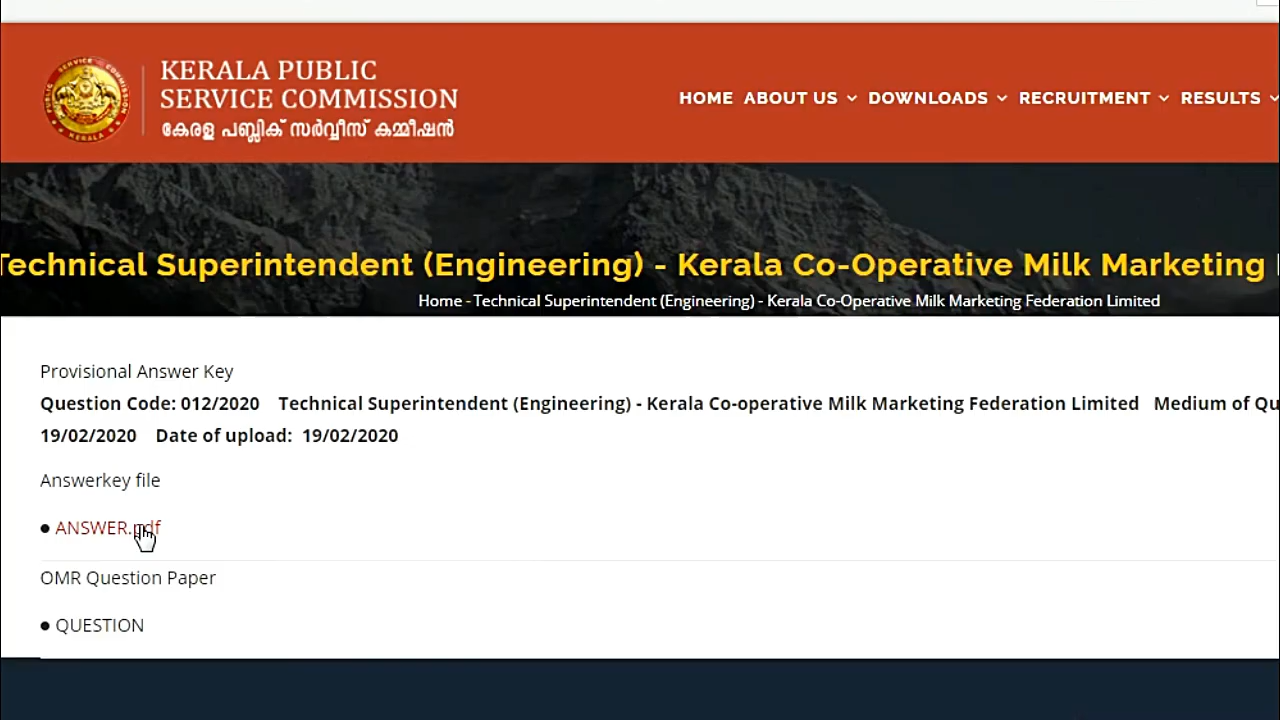 KERALA PUBLIC
SERVICE COMMISSION
കേരള പബ്ലിക് സർവ്വീസ് കമ്മീഷൻ
HOME ABOUT US DOWNLOADS RECRUITMENT RESULTS
Technical Superintendent (Engineering) - Kerala Co-Operative Milk Marketing
Home - Technical Superintendent (Engineering) - Kerala Co-Operative Milk Marketing Federation Limited
Provisional Answer Key
Question Code: 012/2020 Technical Superintendent (Engineering) - Kerala Co-operative Milk Marketing Federation Limited Medium of Qu
19/02/2020 Date of upload: 19/02/2020
Answerkey file
● ANSWER.pdf
OMR Question Paper
● QUESTION